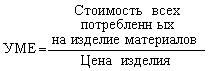 Стоимость всех
потребленн ых
на изделие материалов
УМЕ =
Цена изделия